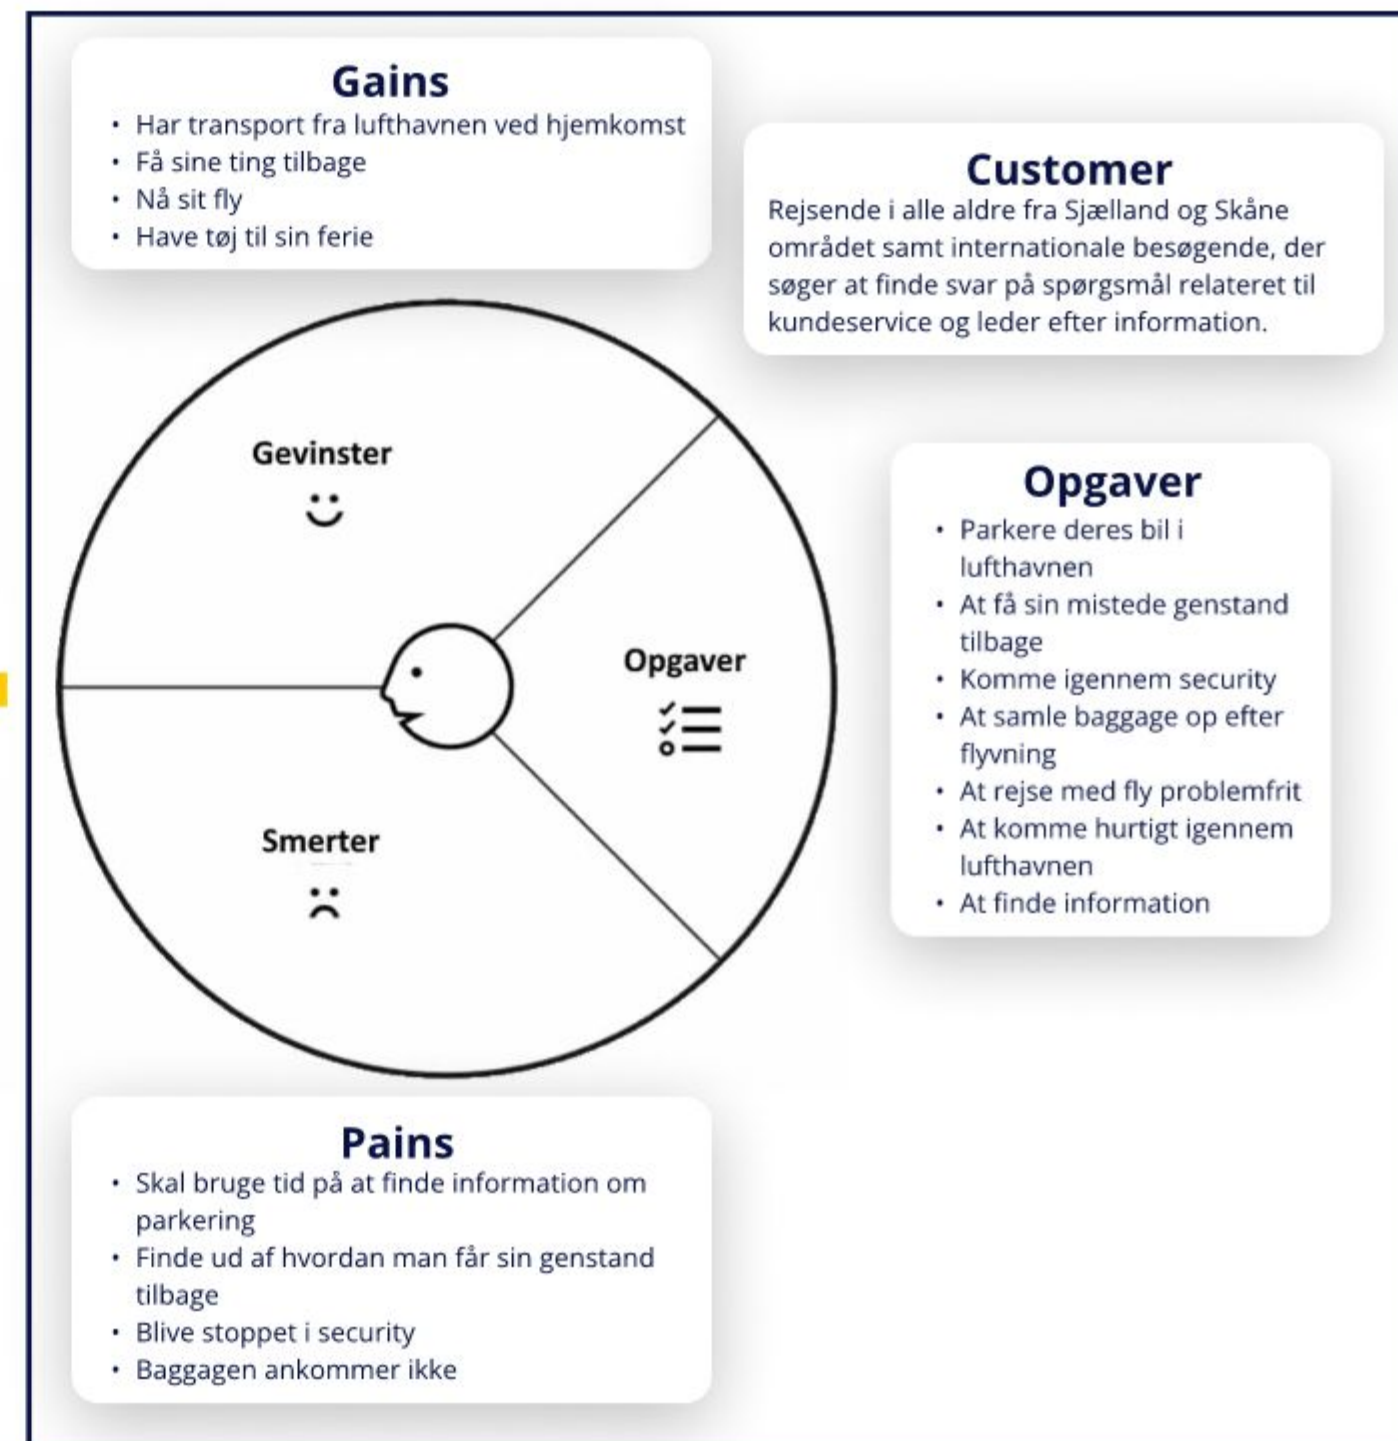 Gains
• Har transport fra lufthavnen ved hjemkomst
• Få sine ting tilbage
• Nå sit fly
• Have tøj til sin ferie
Customer
Rejsende i alle aldre fra Sjælland og Skåne
området samt internationale besøgende, der
søger at finde svar på spørgsmål relateret til
kundeservice og leder efter information.
Gevinster
Opgaver
Smerter
Opgaver
• Parkere deres bil i
lufthavnen
• At få sin mistede genstand
tilbage
• Komme igennem security
• At samle baggage op efter
flyvning
• At rejse med fly problemfrit
• At komme hurtigt igennem
lufthavnen
• At finde information
Pains
• Skal bruge tid på at finde information om
parkering
• Finde ud af hvordan man får sin genstand
tilbage
• Blive stoppet i security
• Baggagen ankommer ikke